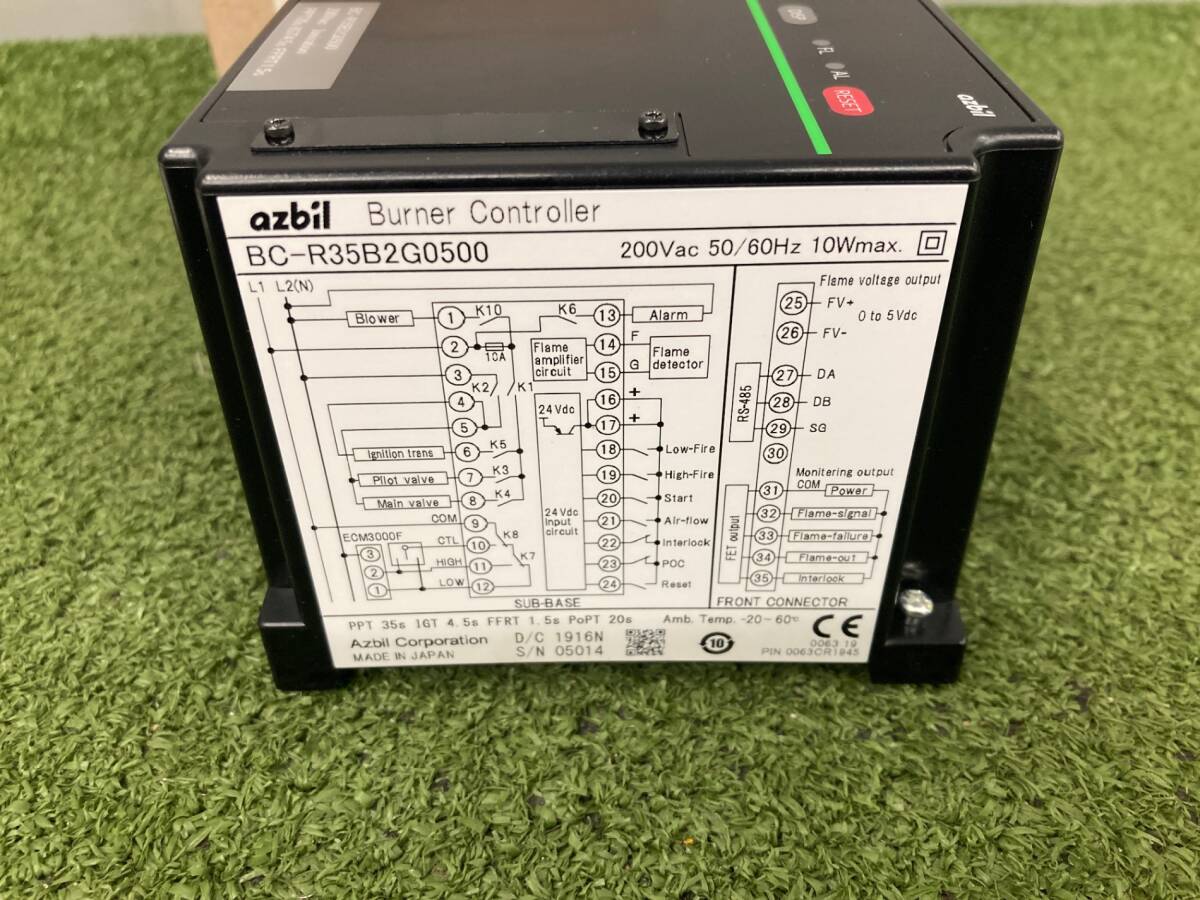 DSP
FL
AL
RESET
azbil
BC-R35B2G0500
azbil Burner Controller
BC-R35B2G0500 200Vac 50/60Hz 10Wmax.
L1 L2(N)
Blower 1 K10 K6 13 Alarm
2 10A Flame amplifier circuit 14 F Flame detector
3 15 G
K2 K1
4 24Vdc 16 +
5 17 +
Ignition trans 6 K5 18 Low-Fire
Pilot valve 7 K3 19 High-Fire
Main valve 8 K4 20 Start
COM 9 24Vdc Input circuit 21 Air-flow
ECM3000F CTL 10 K8 22 Interlock
3 HIGH 11 K7 23 POC
2 LOW 12 24 Reset
1
SUB-BASE
Flame voltage output
25 FV+
0 to 5Vdc
26 FV-
RS-485
27 DA
28 DB
29 SG
30
Monitering output
31 COM Power
FET output
32 Flame-signal
33 Flame-failure
34 Flame-out
35 Interlock
FRONT CONNECTOR
PPT 35s IGT 4.5s FFRT 1.5s PoPT 20s Amb. Temp. -20-60℃
Azbil Corporation D/C 1916N
MADE IN JAPAN S/N 05014
10
CE
0063 19
PIN 0063CR1945